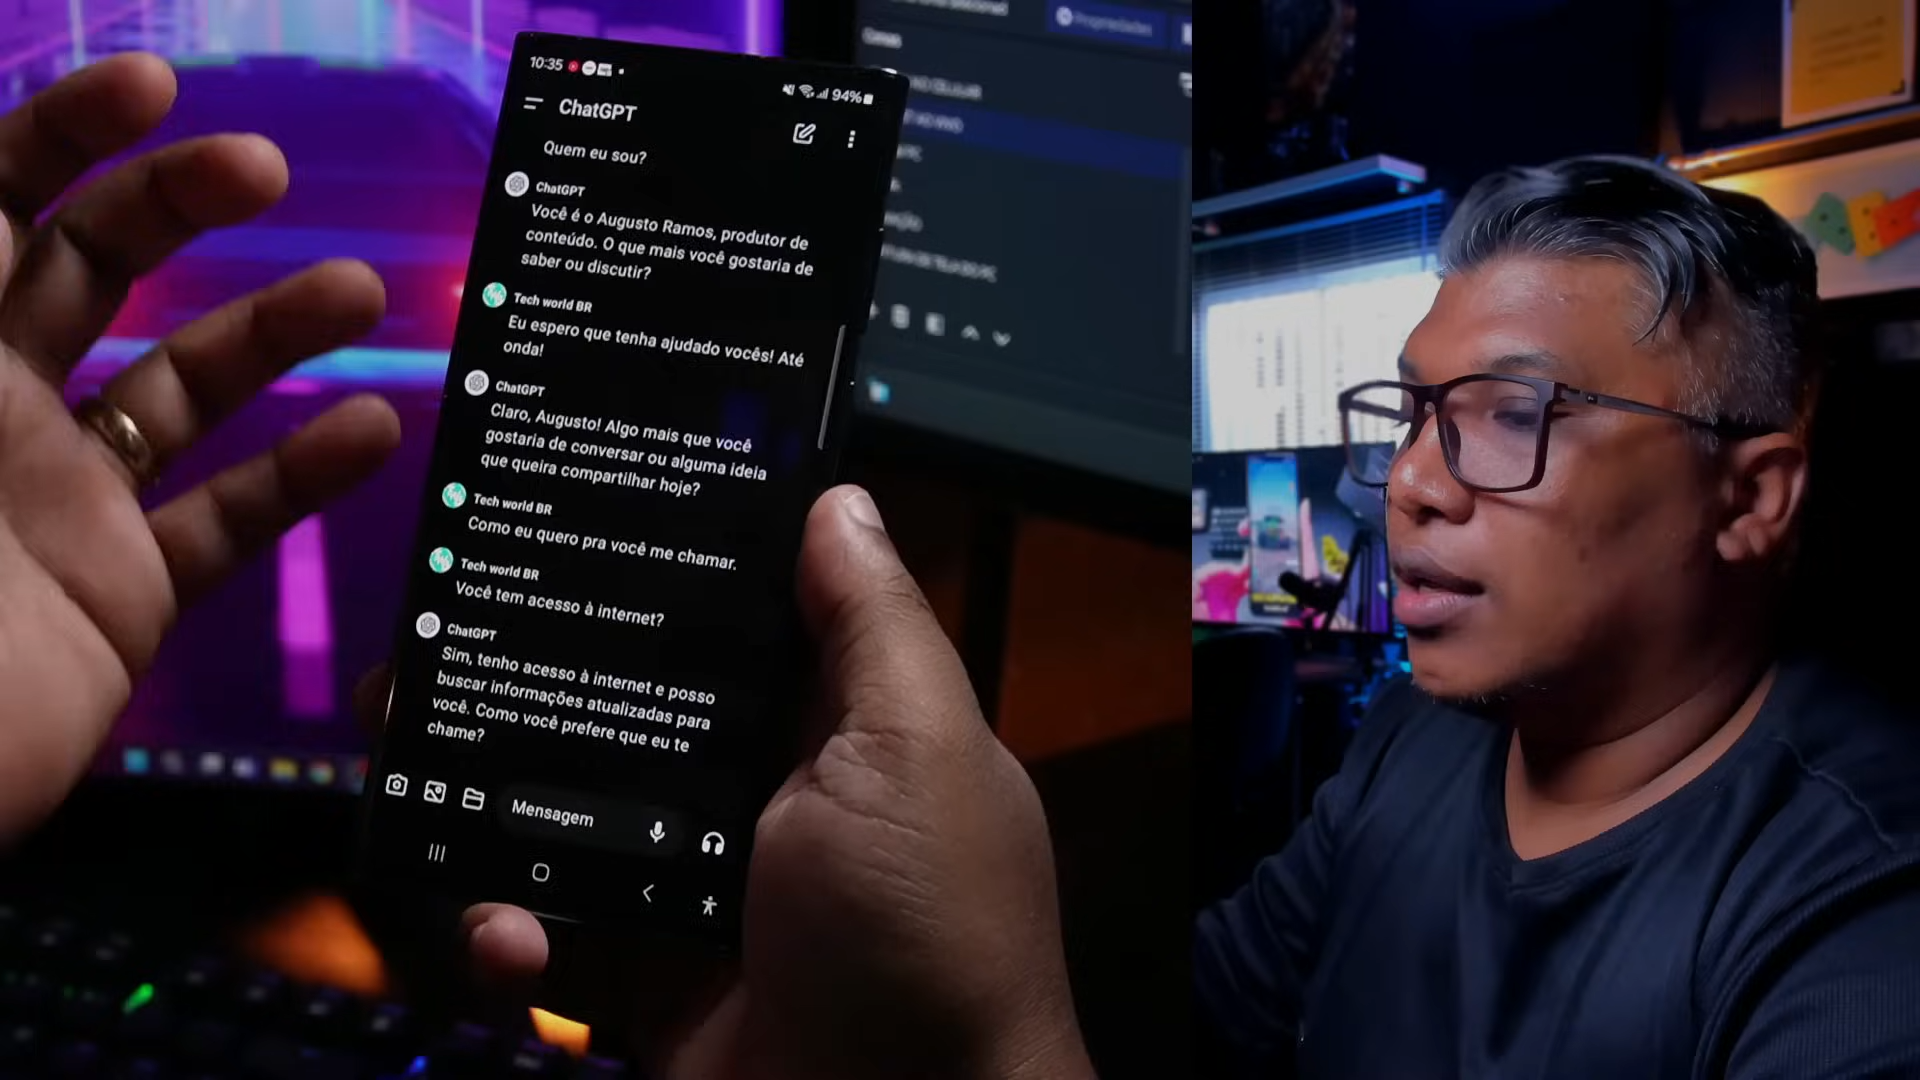 10:35
94%
ChatGPT
Quem eu sou?
ChatGPT
Você é o Augusto Ramos, produtor de
conteúdo. O que mais você gostaria de
saber ou discutir?
Tech world BR
Eu espero que tenha ajudado vocês! Até
onda!
ChatGPT
Claro, Augusto! Algo mais que você
gostaria de conversar ou alguma ideia
que queira compartilhar hoje?
Tech world BR
Como eu quero pra você me chamar.
Tech world BR
Você tem acesso à internet?
ChatGPT
Sim, tenho acesso à internet e posso
buscar informações atualizadas para
você. Como você prefere que eu te
chame?
Mensagem
Propriedades